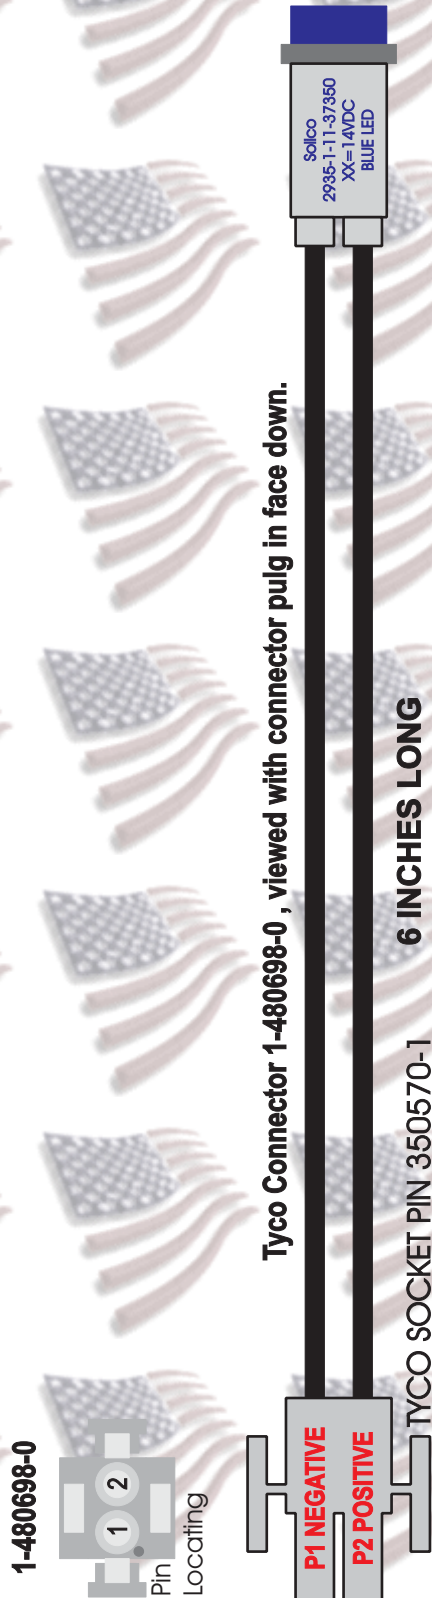 1-480698-0
1 2
Pin
Locating
Tyco Connector 1-480698-0 , viewed with connector pulg in face down.
P1 NEGATIVE
P2 POSITIVE
TYCO SOCKET PIN 350570-1
6 INCHES LONG
Solico
2935-1-11-37350
XX=14VDC
BLUE LED